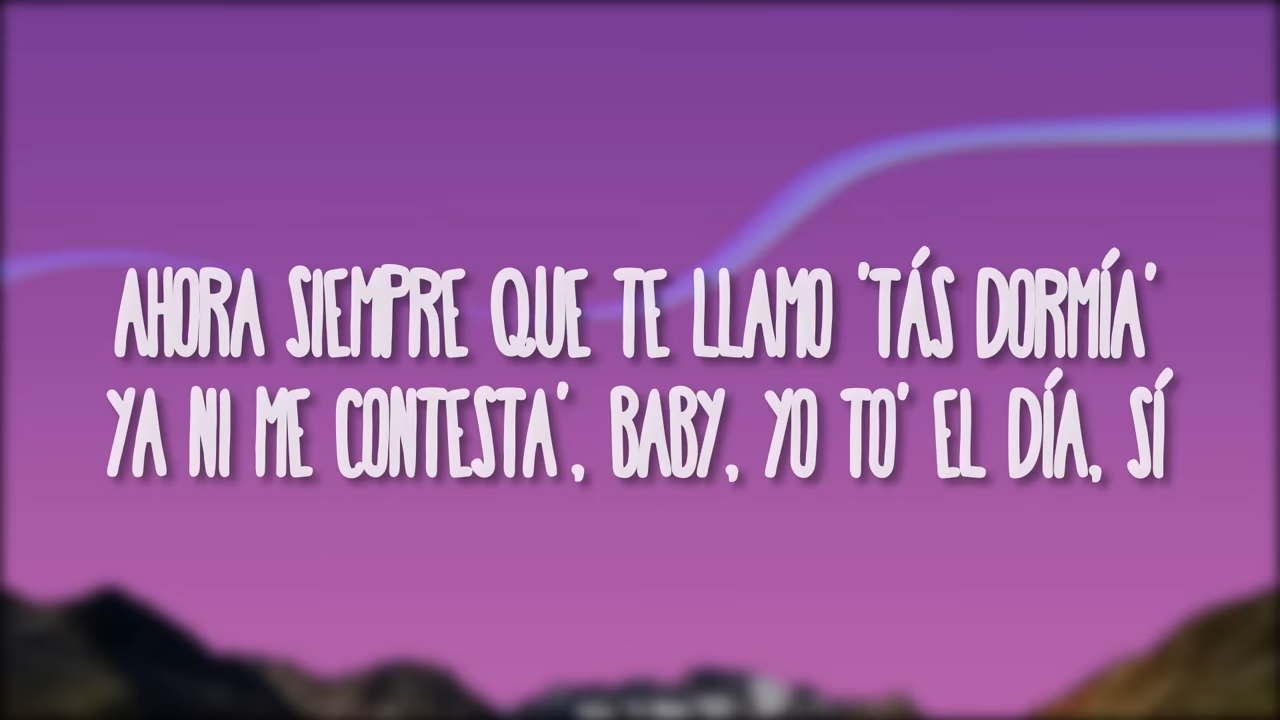 AHORA SIEMPRE QUE TE LLAMO 'TÁS DORMÍA'
YA NI ME CONTESTA', BABY, YO TO' EL DÍA, SÍ